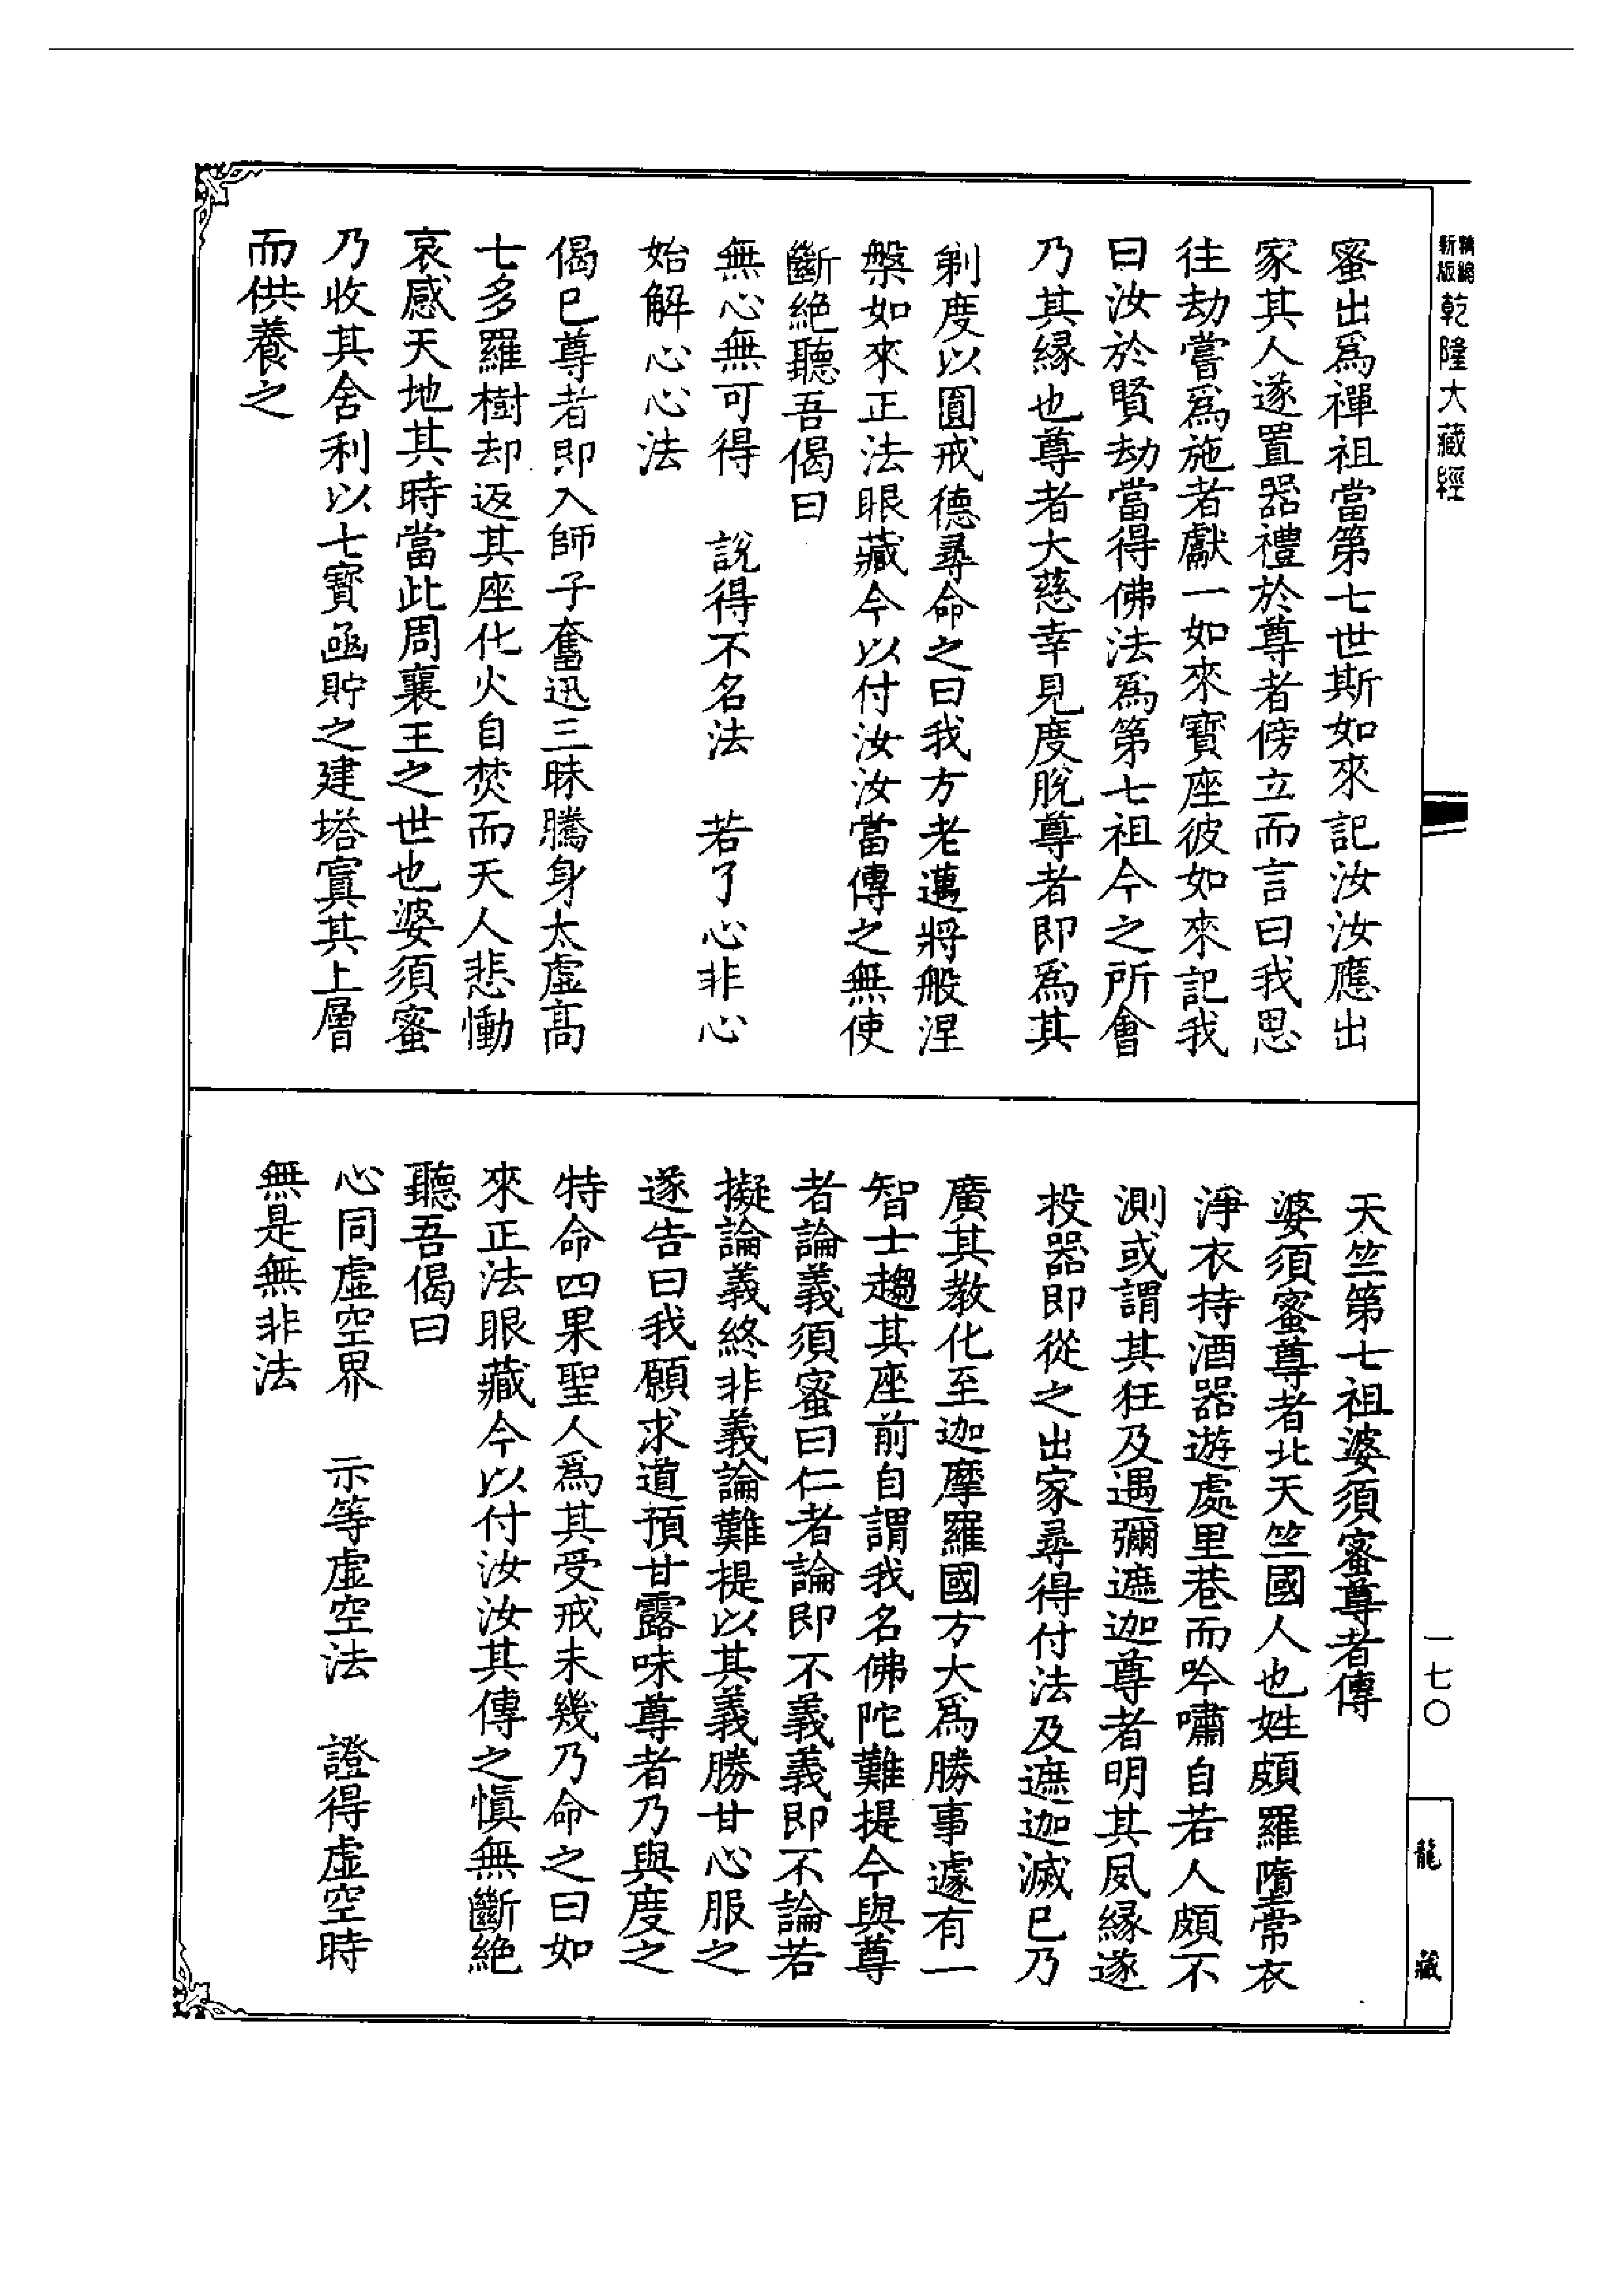 新版精縮乾隆大藏經
蜜出爲禪祖當第七世斯如來記汝汝應出
家其人遂置器禮於尊者傍立而言曰我思
往劫嘗爲施者獻一如來寶座彼如來記我
曰汝於賢劫當得佛法爲第七祖今之所會
乃其緣也尊者大慈幸見度脫尊者即爲其
剃度以圓戒德尋命之曰我方老邁將般涅
槃如來正法眼藏今以付汝汝當傳之無使
斷絕聽吾偈曰
無心無可得　說得不名法　若了心非心
始解心心法
偈已尊者即入師子奮迅三昧騰身太虛高
七多羅樹却返其座化火自焚而天人悲慟
哀感天地其時當此周襄王之世也婆須蜜
乃收其舍利以七寶函貯之建塔寘其上層
而供養之
天竺第七祖婆須蜜尊者傳
婆須蜜尊者北天竺國人也姓頗羅墮常衣
淨衣持酒器遊處里巷而吟嘯自若人頗不
測或謂其狂及遇彌遮迦尊者明其夙緣遂
投器即從之出家尋得付法及遮迦滅已乃
廣其教化至迦摩羅國方大爲勝事遽有一
智士趨其座前自謂我名佛陀難提今與尊
者論義須蜜曰仁者論即不義義即不論若
擬論義終非義論難提以其義勝甘心服之
遂告曰我願求道預甘露味尊者乃與度之
特命四果聖人爲其受戒未幾乃命之曰如
來正法眼藏今以付汝汝其傳之慎無斷絕
聽吾偈曰
心同虛空界　示等虛空法　證得虛空時
無是無非法
一七〇
龍藏